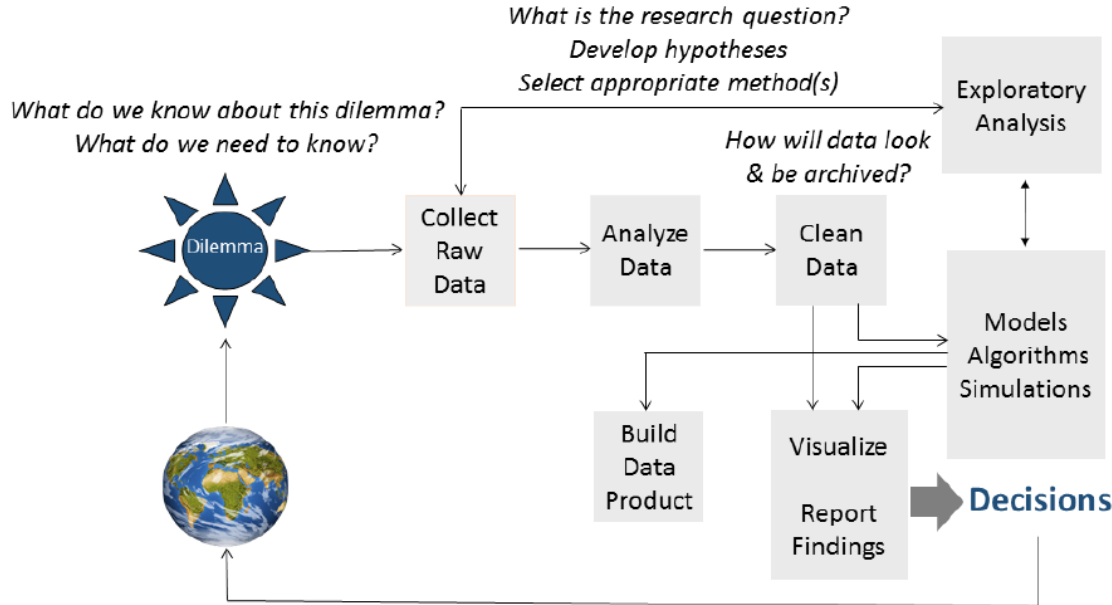 What is the research question?
Develop hypotheses
Select appropriate method(s)
What do we know about this dilemma?
What do we need to know?
Exploratory
Analysis
How will data look
& be archived?
Dilemma
Collect
Raw
Data
Analyze
Data
Clean
Data
Models
Algorithms
Simulations
Build
Data
Product
Visualize
Report
Findings
Decisions